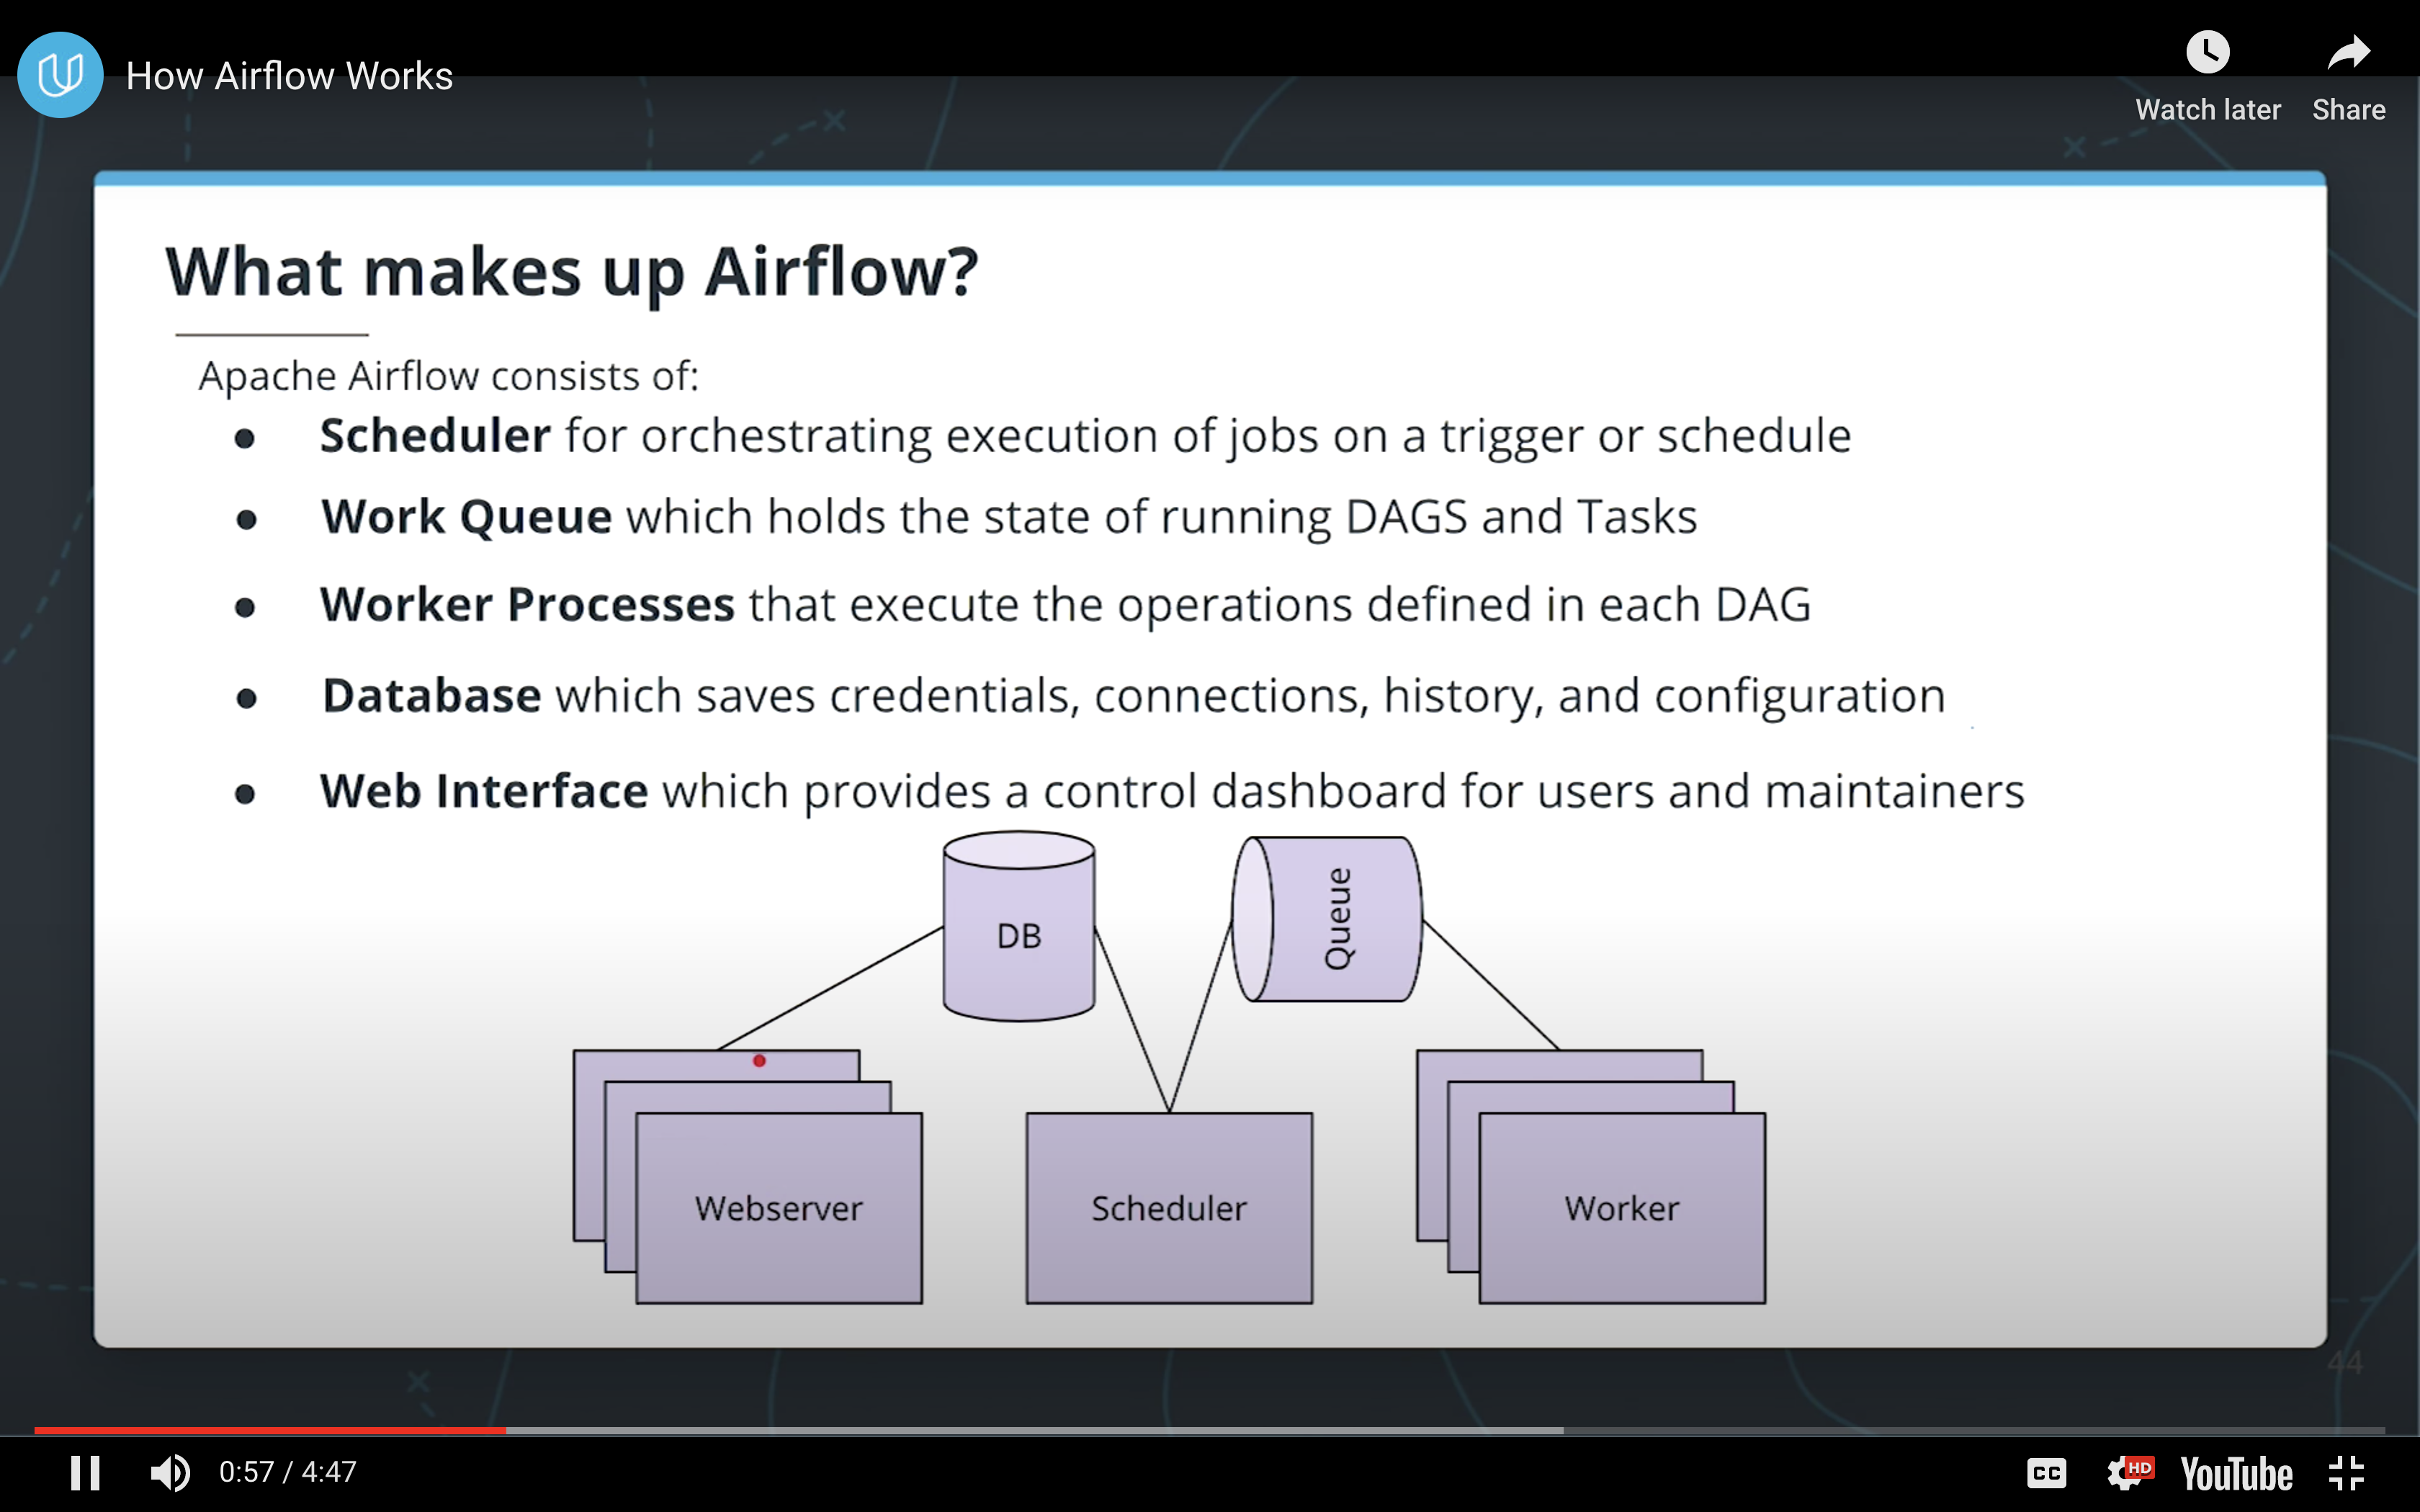 How Airflow Works
Watch later
Share
What makes up Airflow?
Apache Airflow consists of:
● Scheduler for orchestrating execution of jobs on a trigger or schedule
● Work Queue which holds the state of running DAGS and Tasks
● Worker Processes that execute the operations defined in each DAG
● Database which saves credentials, connections, history, and configuration
● Web Interface which provides a control dashboard for users and maintainers
DB
Queue
Webserver
Scheduler
Worker
44
0:57 / 4:47
CC
HD
YouTube